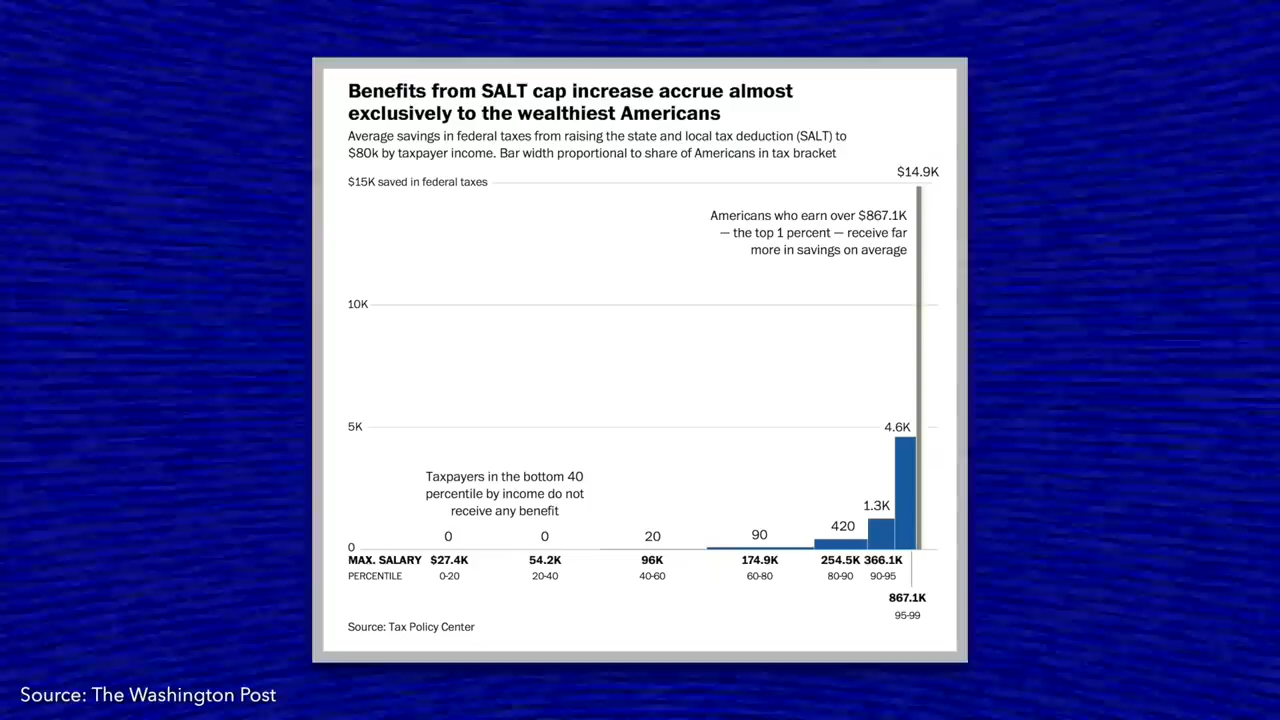 Benefits from SALT cap increase accrue almost
exclusively to the wealthiest Americans
Average savings in federal taxes from raising the state and local tax deduction (SALT) to
$80k by taxpayer income. Bar width proportional to share of Americans in tax bracket
$14.9K
$15K saved in federal taxes
Americans who earn over $867.1K
— the top 1 percent — receive far
more in savings on average
10K
5K
4.6K
Taxpayers in the bottom 40
percentile by income do not
receive any benefit
1.3K
0 0 20 90 420
0
MAX. SALARY $27.4K 54.2K 96K 174.9K 254.5K 366.1K
PERCENTILE 0-20 20-40 40-60 60-80 80-90 90-95
867.1K
95-99
Source: Tax Policy Center
Source: The Washington Post